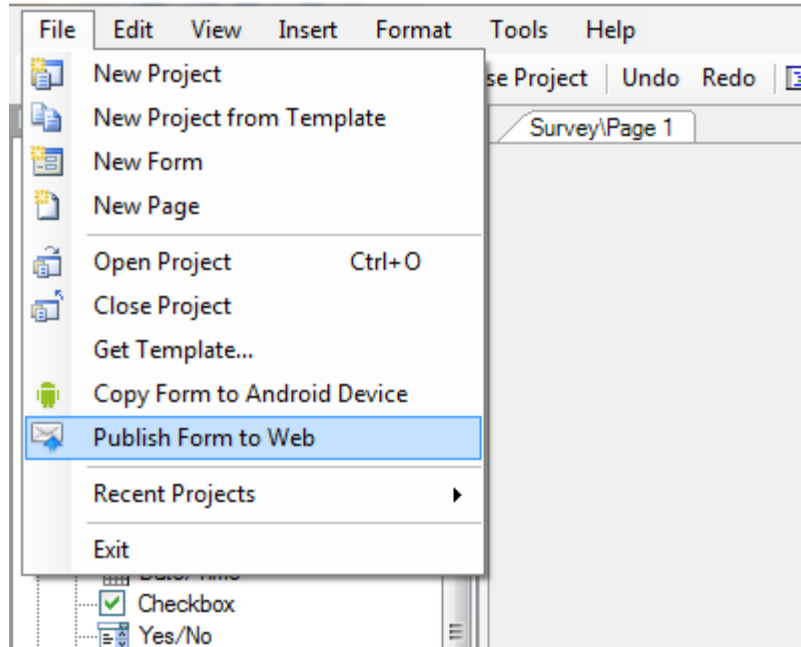 File Edit View Insert Format Tools Help
New Project
se Project Undo Redo
New Project from Template
Survey\Page 1
New Form
New Page
Open Project Ctrl+O
Close Project
Get Template...
Copy Form to Android Device
Publish Form to Web
Recent Projects
Exit
Checkbox
Yes/No